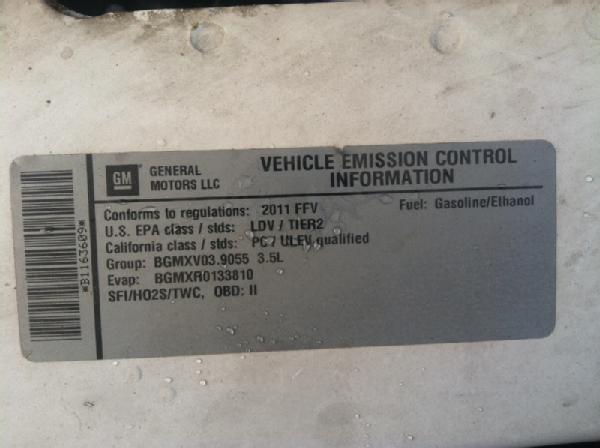 GM
GENERAL
MOTORS LLC
VEHICLE EMISSION CONTROL
INFORMATION
Conforms to regulations: 2011 FFV
Fuel: Gasoline/Ethanol
U.S. EPA class / stds: LDV / TIER2
California class / stds: PC / ULEV qualified
Group: BGMXV03.9055 3.5L
Evap: BGMXR0133810
SFI/HO2S/TWC, OBD: II
*B1163609*